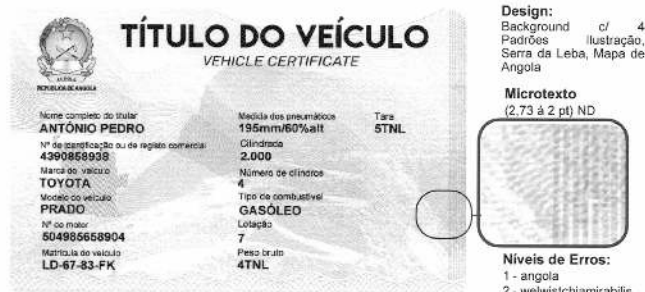 TÍTULO DO VEÍCULO
VEHICLE CERTIFICATE
ANGOLA
REPÚBLICA DE ANGOLA
Nome completo do titular
ANTÓNIO PEDRO
Nº de identificação ou de registo comercial
4390858938
Marca do veículo
TOYOTA
Modelo do veículo
PRADO
Nº do motor
504985658904
Matrícula do veículo
LD-67-83-FK
Medida dos pneumáticos
195mm/60%alt
Cilindrada
2.000
Número de cilindros
4
Tipo de combustível
GASÓLEO
Lotação
7
Peso bruto
4TNL
Tara
5TNL
Design:
Background c/ 4
Padrões Ilustração,
Serra da Leba, Mapa de
Angola
Microtexto
(2,73 à 2 pt) ND
Níveis de Erros:
1 - angola
2 - welwistchiamirabilis